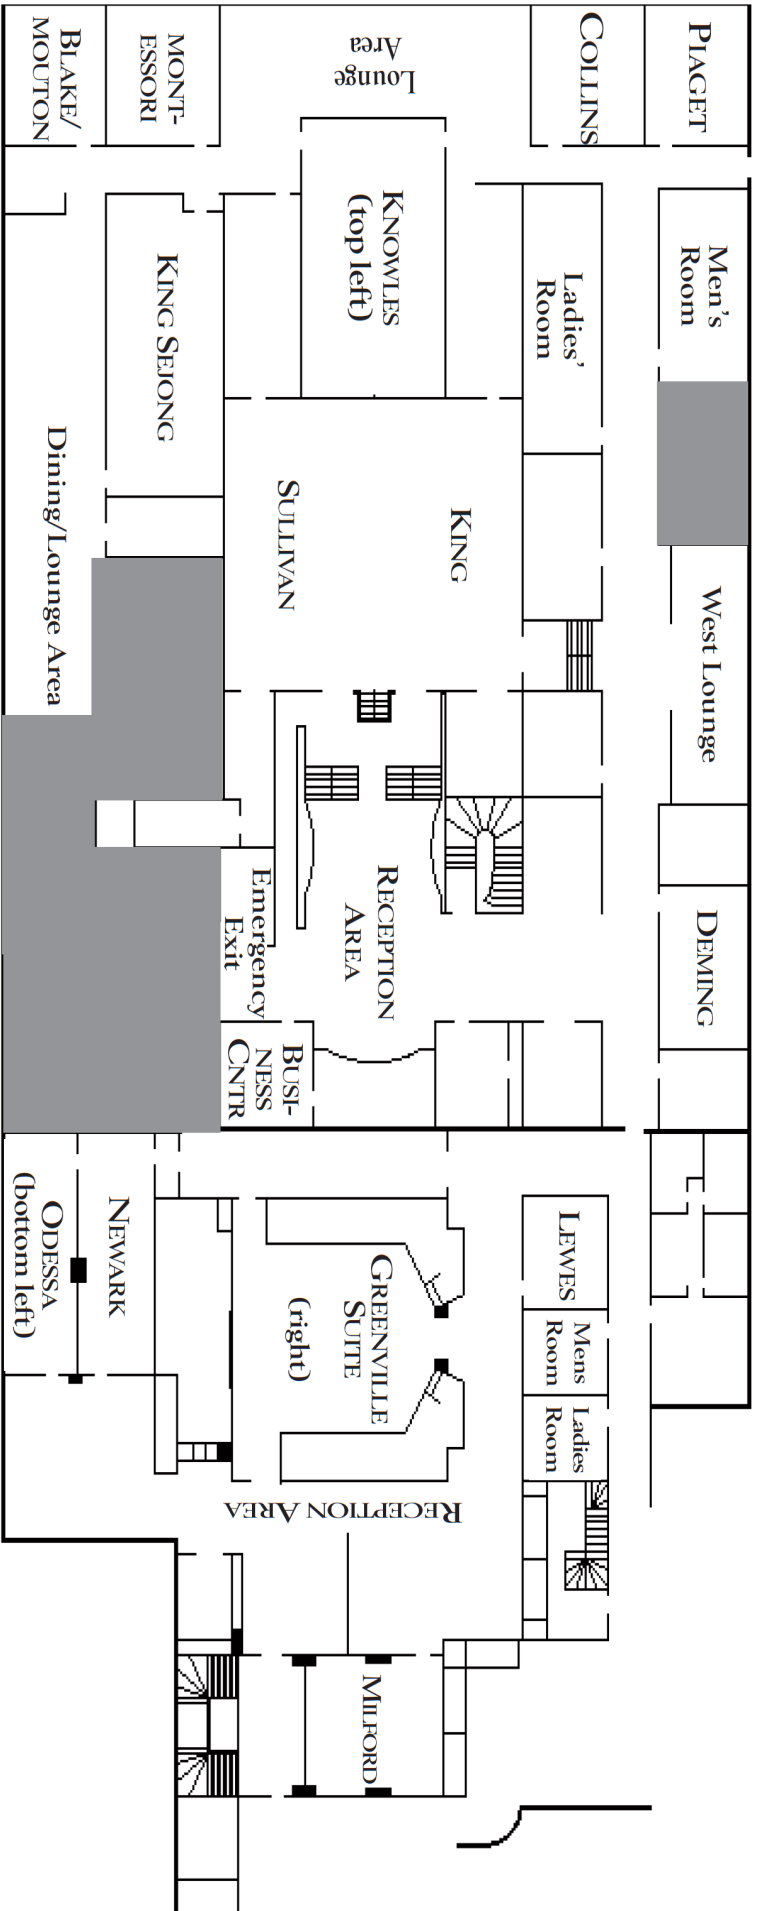 BLAKE/
MOUTON
MONT-
ESSORI
Lounge
Area
COLLINS
PIAGET
KNOWLES
(top left)
Men's
Room
Ladies'
Room
KING SEJONG
Dining/Lounge Area
SULLIVAN
KING
West Lounge
RECEPTION
AREA
Emergency
Exit
DEMING
BUSI-
NESS
CNTR
NEWARK
ODESSA
(bottom left)
GREENVILLE
SUITE
(right)
LEWES
Mens
Room
Ladies
Room
RECEPTION AREA
MILFORD